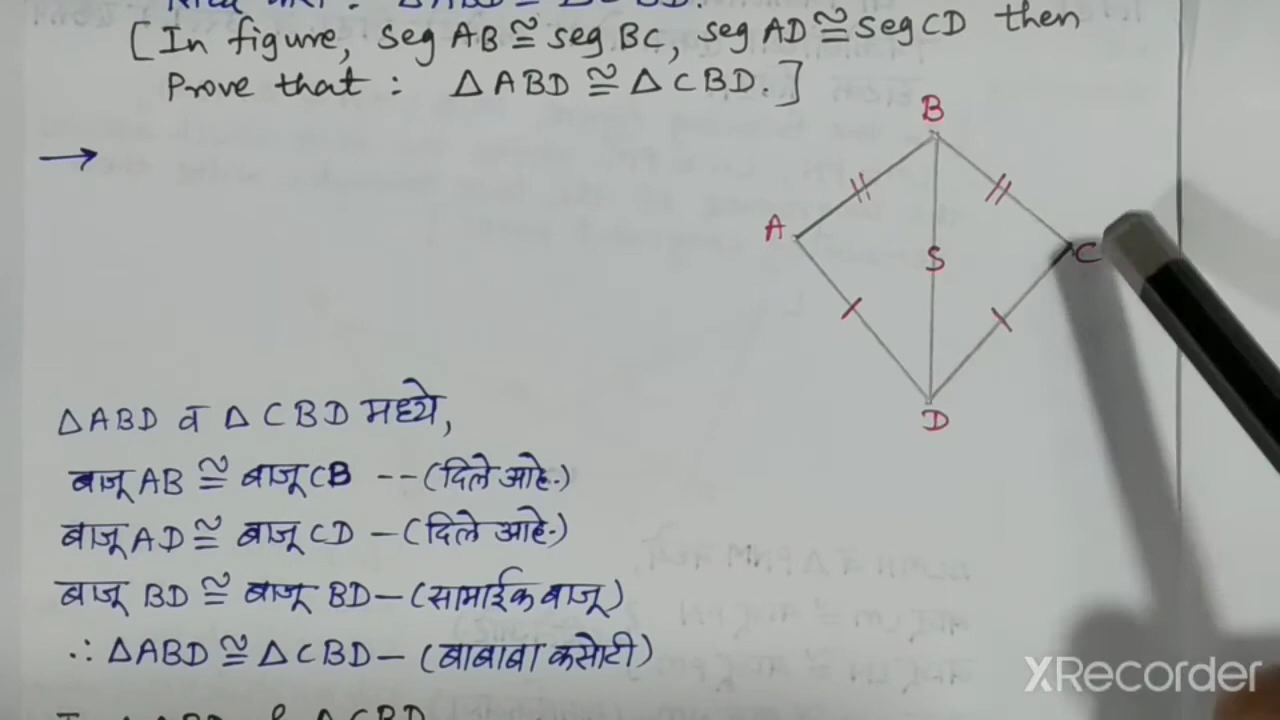 [In figure, seg AB ≅ seg BC, seg AD ≅ seg CD then
Prove that : △ABD ≅ △CBD.]
→
B
A
S
C
D
△ABD व △CBD मध्ये,
बाजू AB ≅ बाजू CB --(दिले आहे.)
बाजू AD ≅ बाजू CD –(दिले आहे.)
बाजू BD ≅ बाजू BD–(सामाईक बाजू)
∴ △ABD ≅ △CBD–(बाबाबा कसोटी)
XRecorder